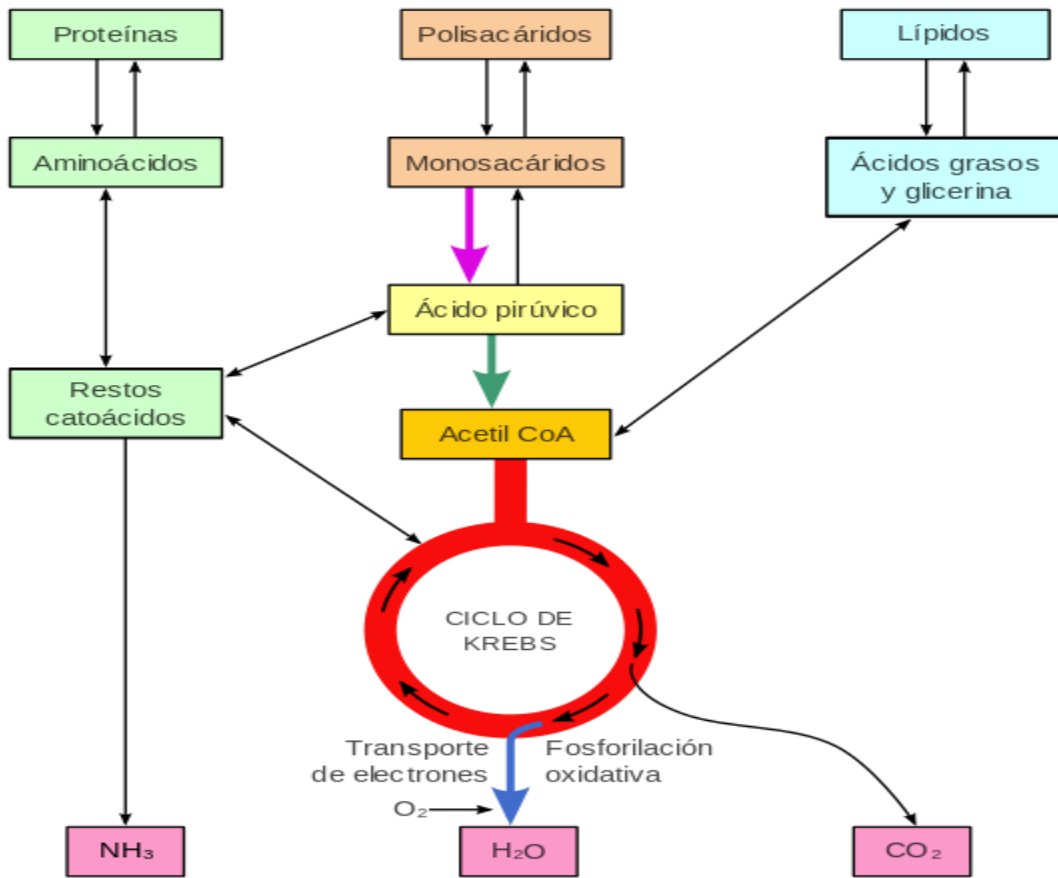 Proteínas
Polisacáridos
Lípidos
Aminoácidos
Monosacáridos
Ácidos grasos
y glicerina
Ácido pirúvico
Restos
catoácidos
Acetil CoA
CICLO DE
KREBS
Transporte
de electrones
Fosforilación
oxidativa
O₂
NH₃
H₂O
CO₂